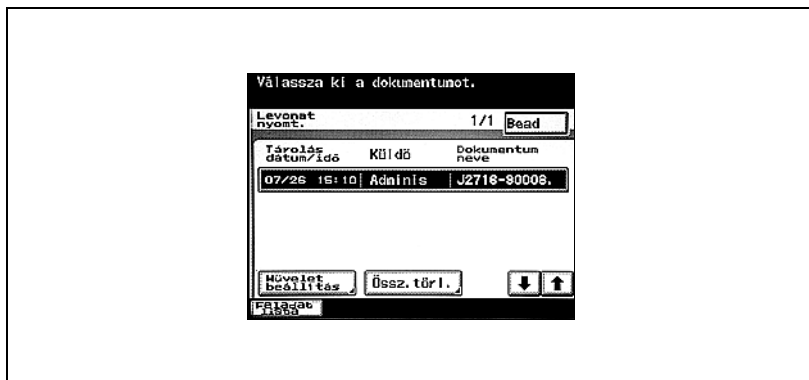 Válassza ki a dokumentumot.
Levonat
nyomt.
1/1 Bead
Tárolás
dátum/idő
Küldő
Dokumentum
neve
07/26 15:10 Adminis J2716-90008.
Művelet
beállítás
Össz.törl.
Feladat
lista